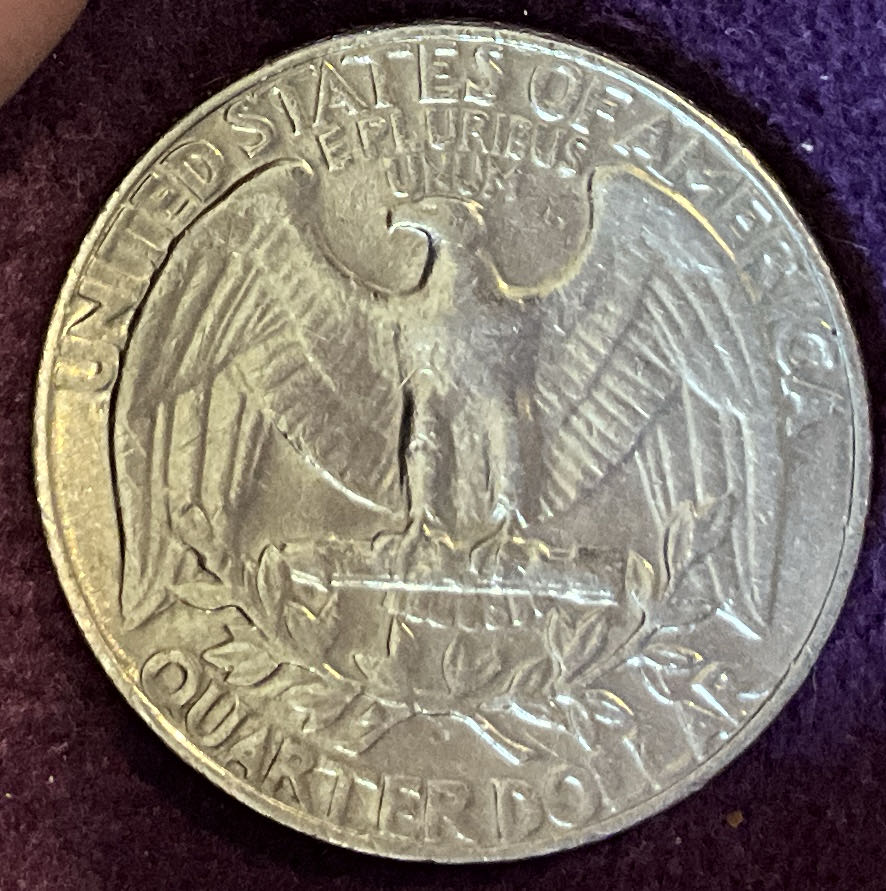 UNITED STATES OF AMERICA
E PLURIBUS
UNUM
QUARTER DOLLAR